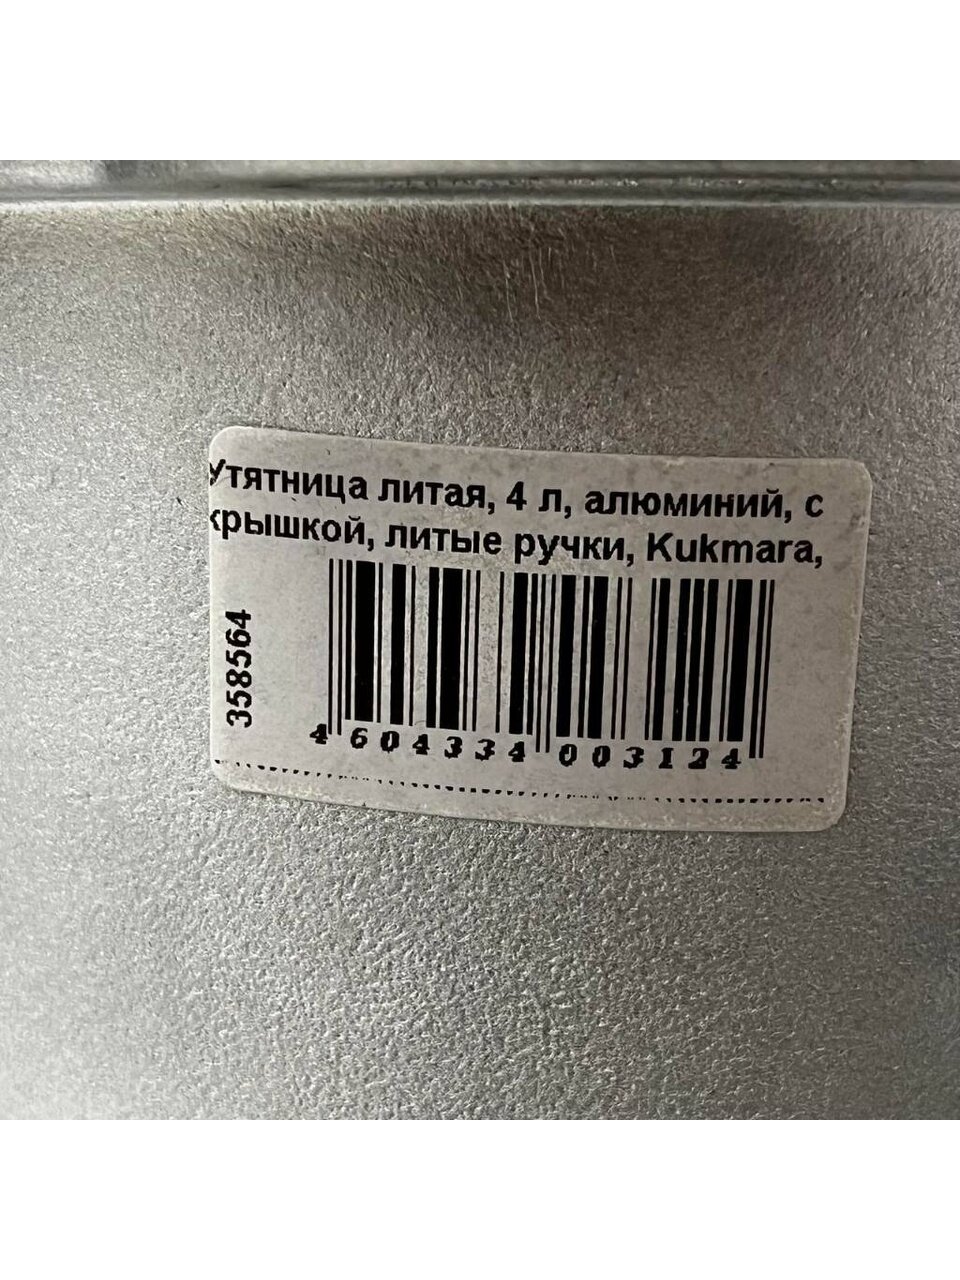 Утятница литая, 4 л, алюминий, с
крышкой, литые ручки, Kukmara,
358564
4 604334 003124